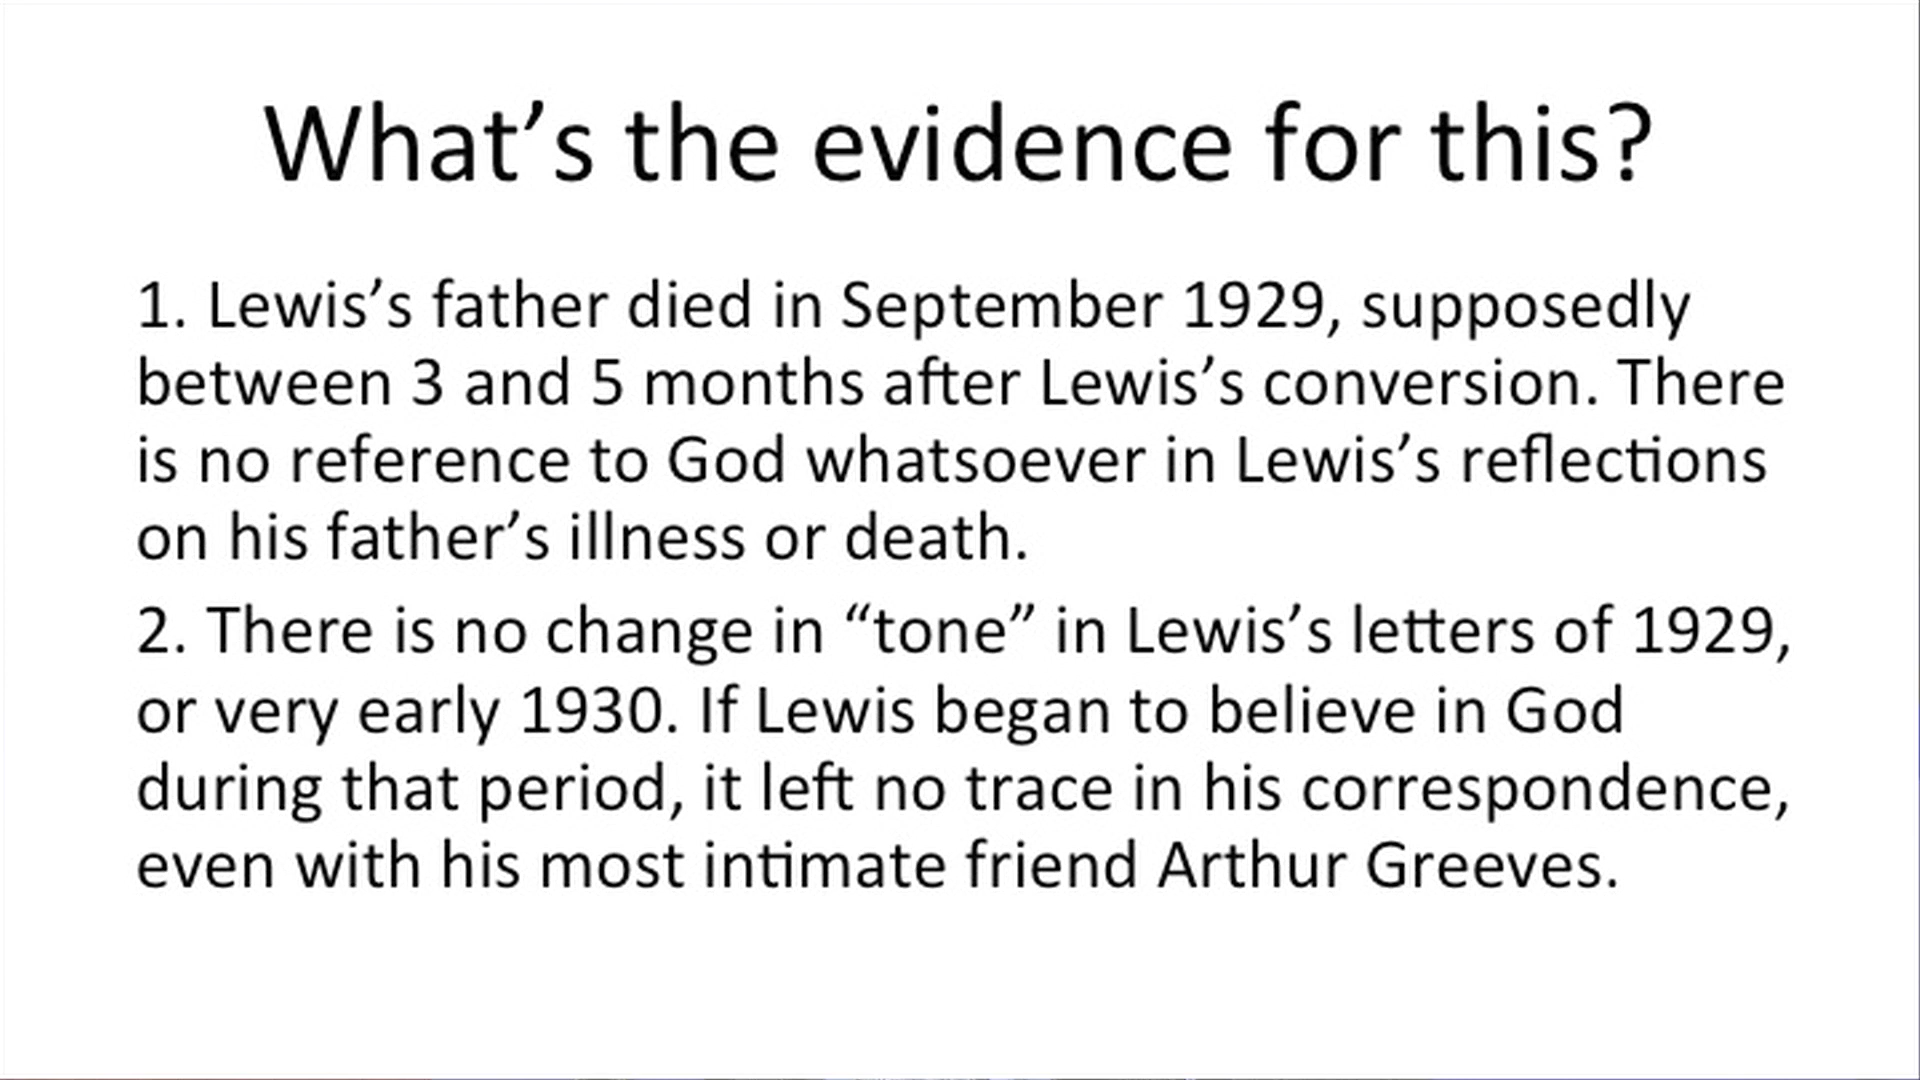 What’s the evidence for this?
1. Lewis’s father died in September 1929, supposedly
between 3 and 5 months after Lewis’s conversion. There
is no reference to God whatsoever in Lewis’s reflections
on his father’s illness or death.
2. There is no change in “tone” in Lewis’s letters of 1929,
or very early 1930. If Lewis began to believe in God
during that period, it left no trace in his correspondence,
even with his most intimate friend Arthur Greeves.